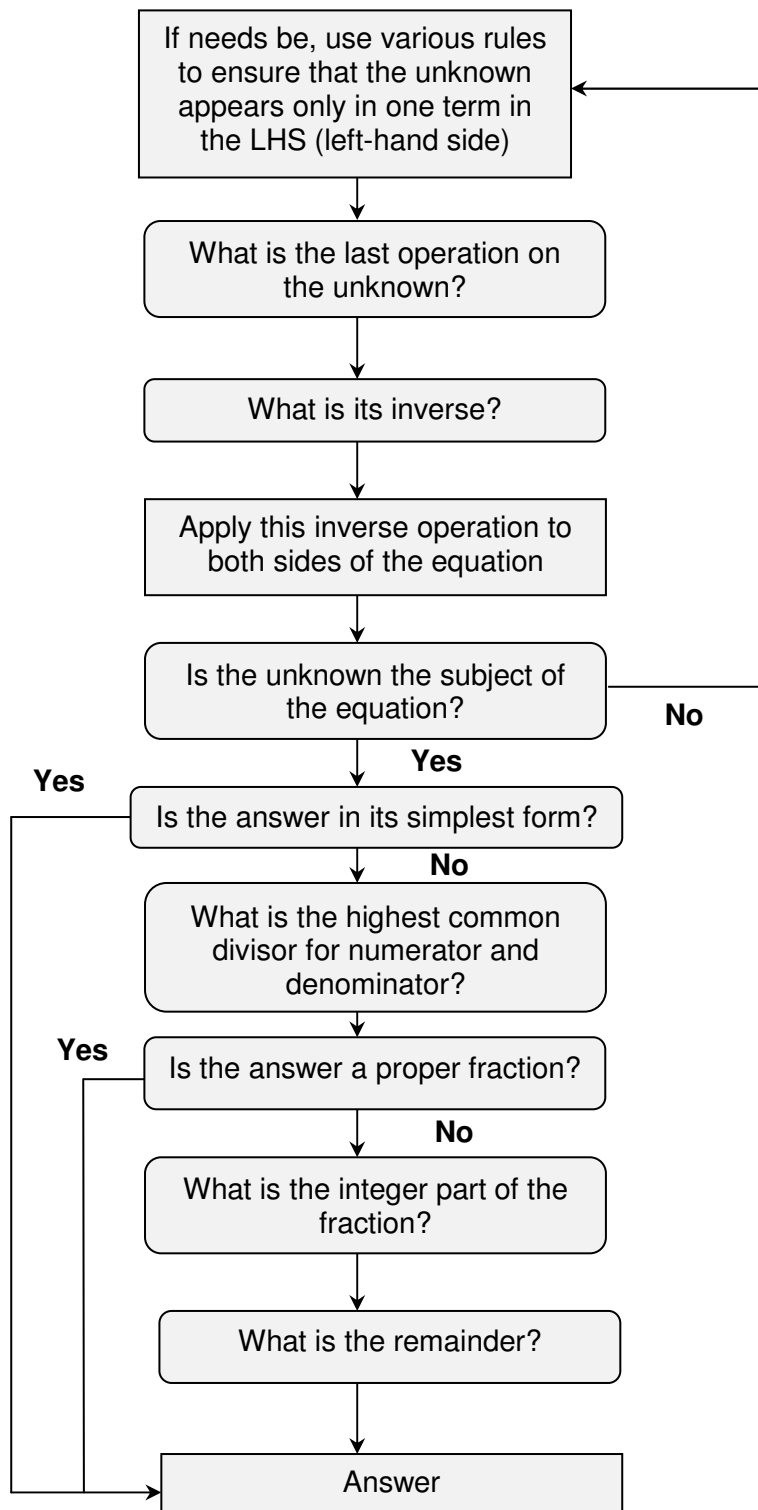 If needs be, use various rules
to ensure that the unknown
appears only in one term in
the LHS (left-hand side)
What is the last operation on
the unknown?
What is its inverse?
Apply this inverse operation to
both sides of the equation
Is the unknown the subject of
the equation?
No
Yes
Yes
Is the answer in its simplest form?
No
What is the highest common
divisor for numerator and
denominator?
Yes
Is the answer a proper fraction?
No
What is the integer part of the
fraction?
What is the remainder?
Answer